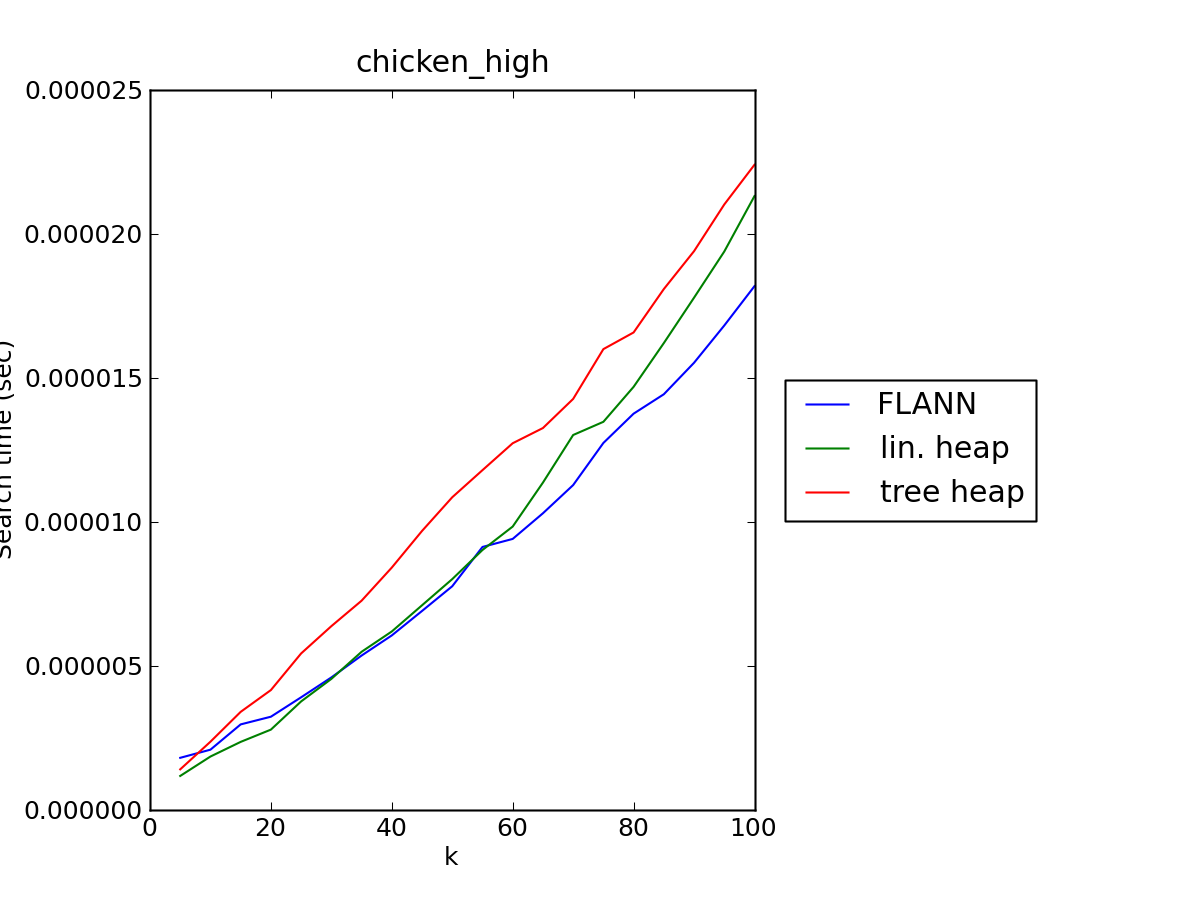 chicken_high
0.000025
0.000020
0.000015
0.000010
0.000005
0.000000
Search time (sec)
0 20 40 60 80 100
k
FLANN
lin. heap
tree heap